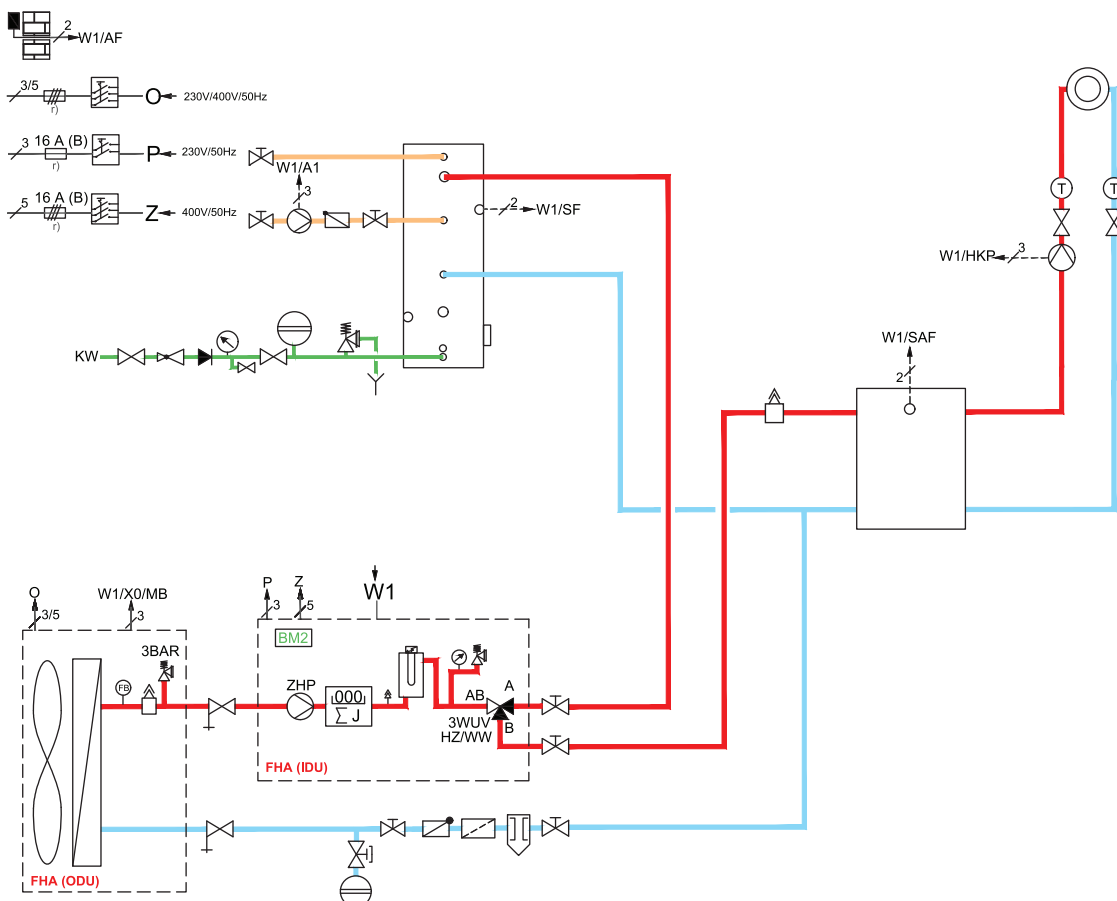 2
W1/AF
3/5
r)
O
230V/400V/50Hz
3
16 A (B)
r)
P
230V/50Hz
5
16 A (B)
r)
Z
400V/50Hz
W1/A1
3
2
W1/SF
KW
T
T
W1/HKP
3
W1/SAF
2
O
3/5
W1/X0/MB
3
P
3
Z
5
W1
BM2
3BAR
FB
ZHP
000
Σ J
AB
A
B
3WUV
HZ/WW
FHA (IDU)
FHA (ODU)